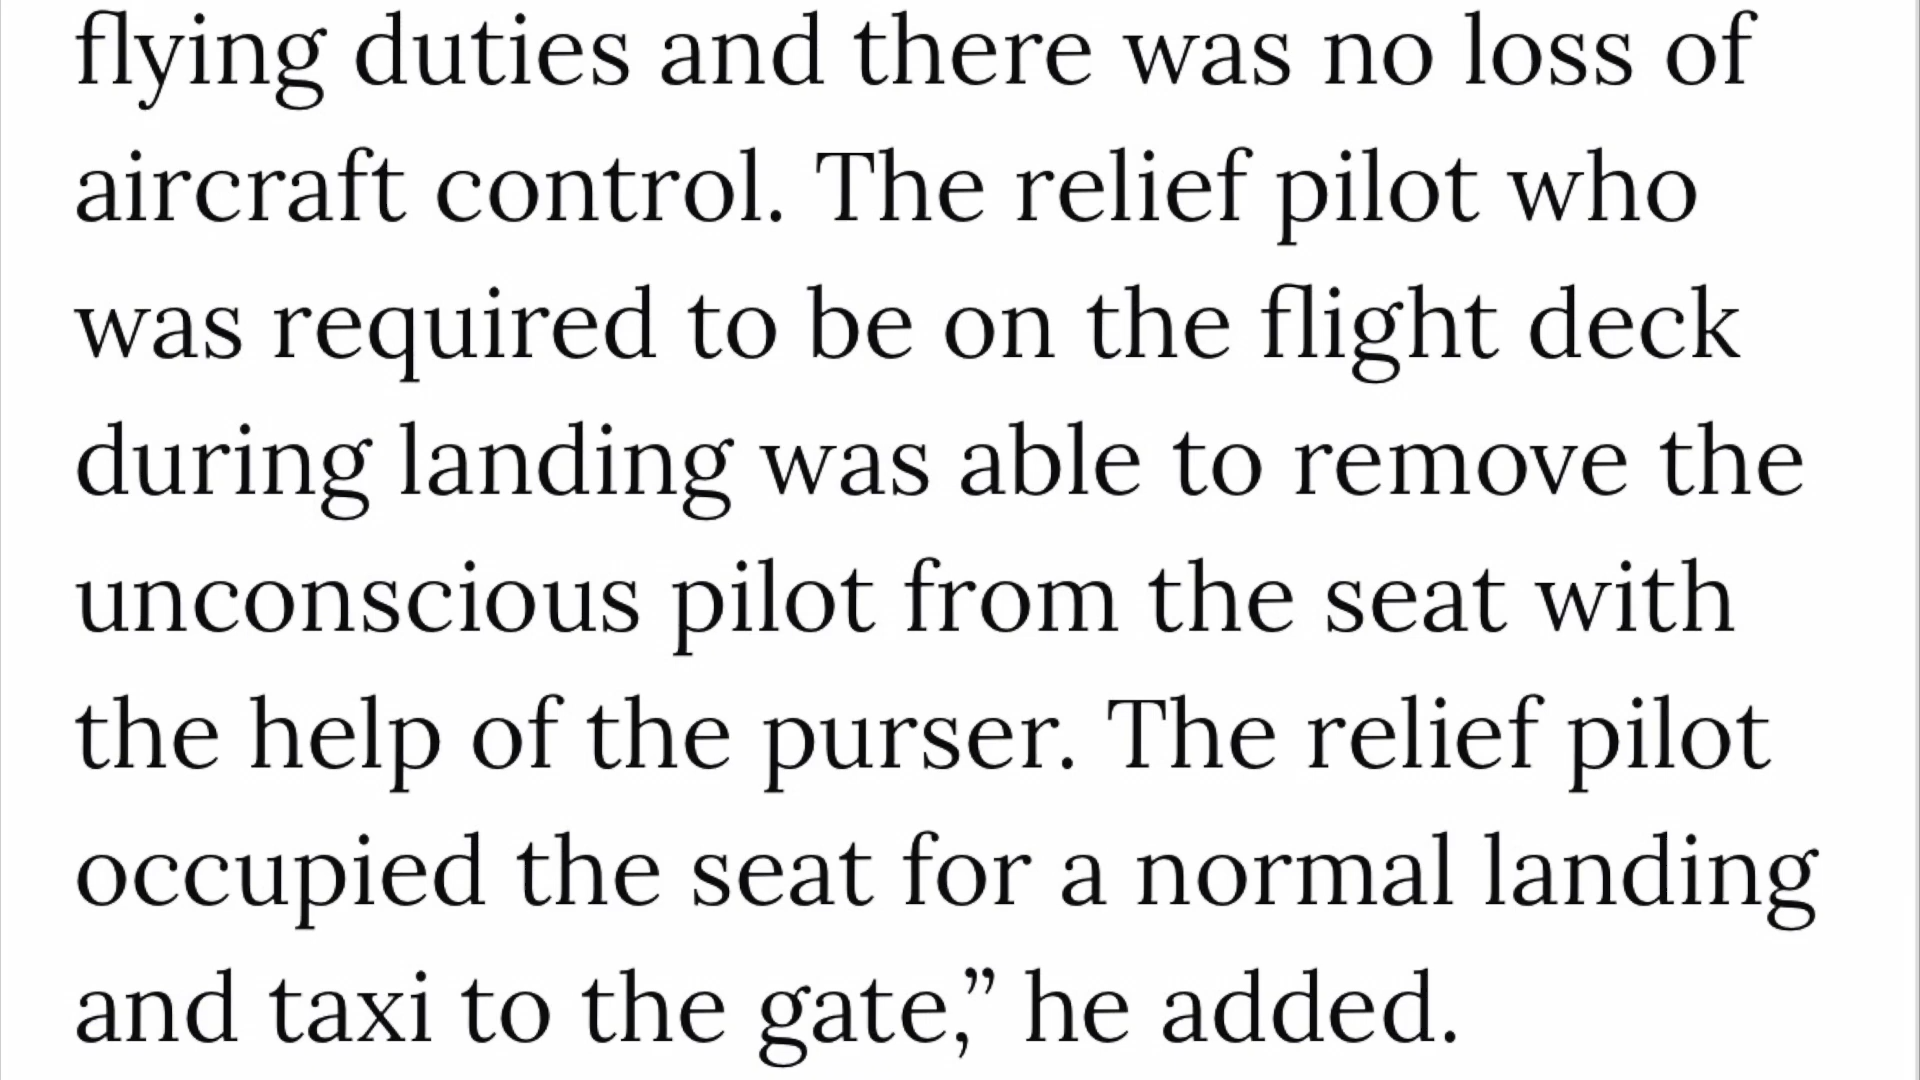 flying duties and there was no loss of
aircraft control. The relief pilot who
was required to be on the flight deck
during landing was able to remove the
unconscious pilot from the seat with
the help of the purser. The relief pilot
occupied the seat for a normal landing
and taxi to the gate,” he added.